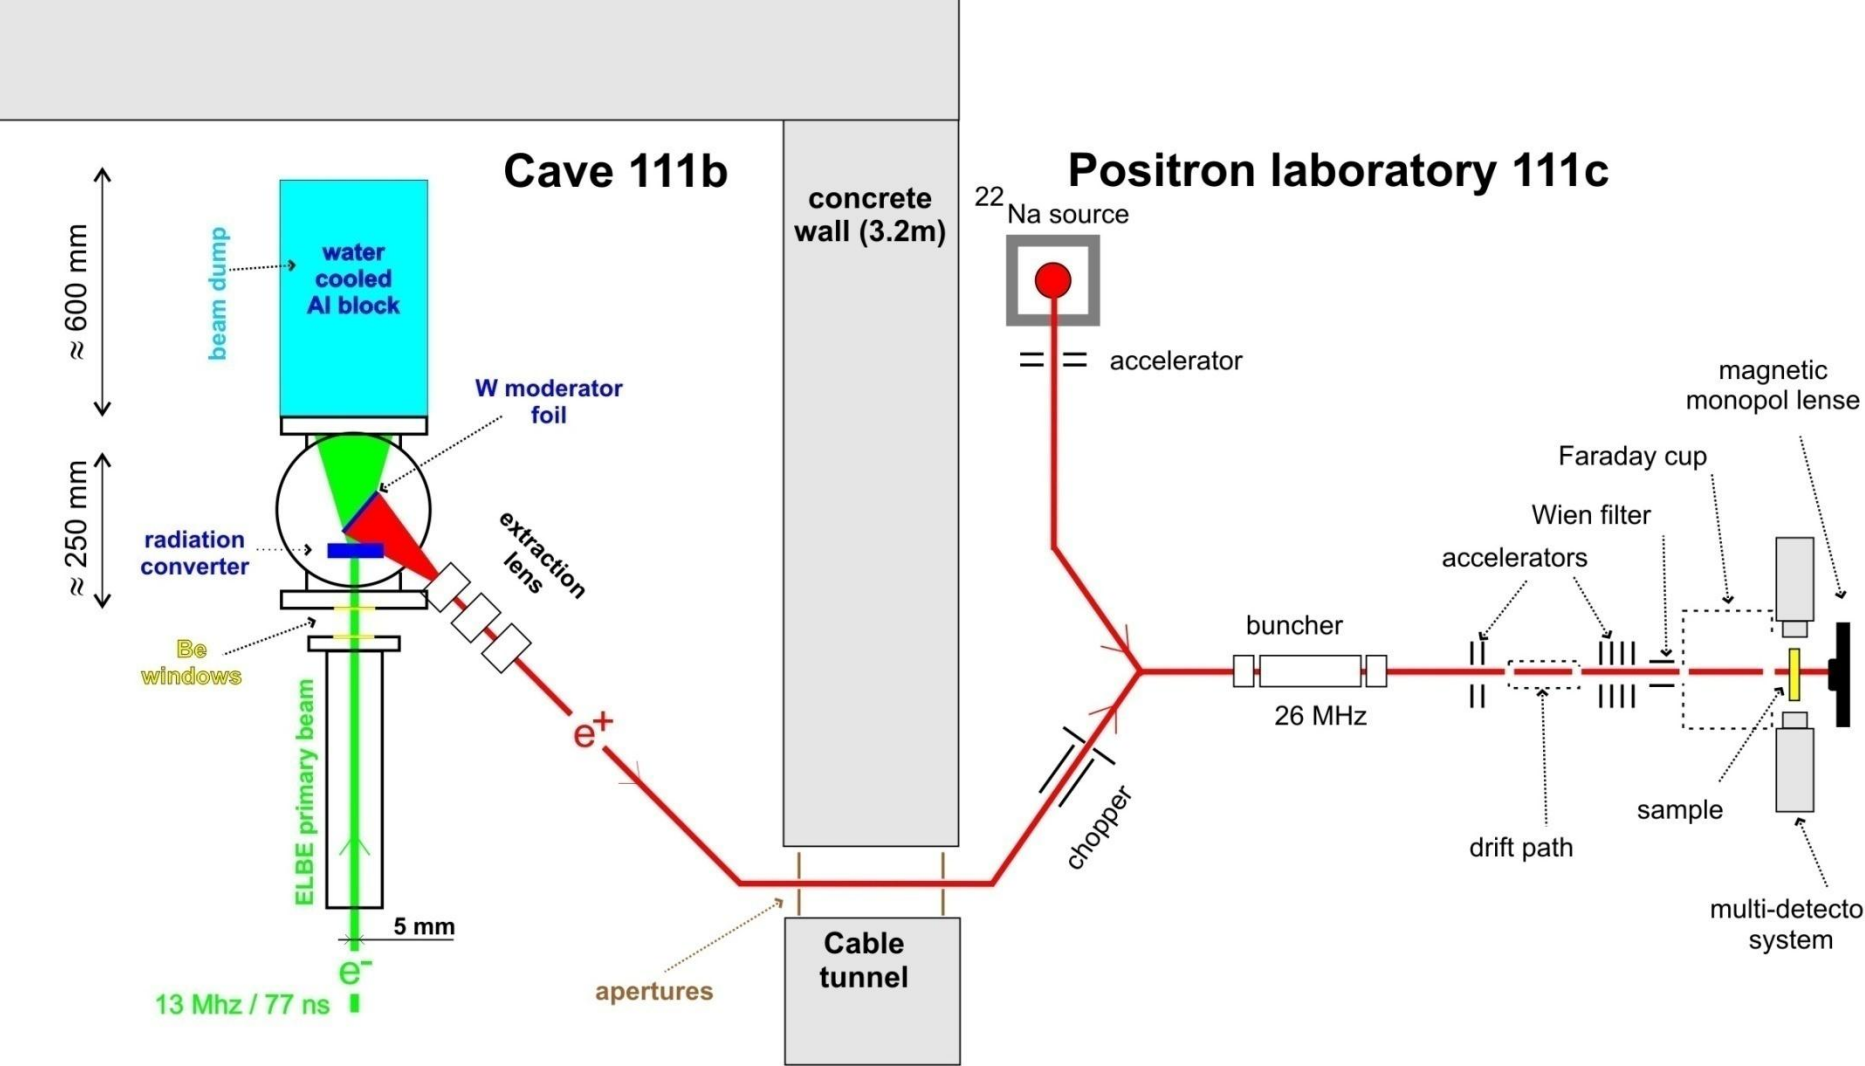 Cave 111b
Positron laboratory 111c
concrete
wall (3.2m)
22
Na source
≈ 600 mm
beam dump
water
cooled
Al block
accelerator
W moderator
foil
magnetic
monopol lense
Faraday cup
≈ 250 mm
Wien filter
extraction
lens
radiation
converter
accelerators
Be
windows
buncher
26 MHz
e+
ELBE primary beam
chopper
sample
drift path
5 mm
multi-detecto
system
Cable
tunnel
e-
apertures
13 Mhz / 77 ns